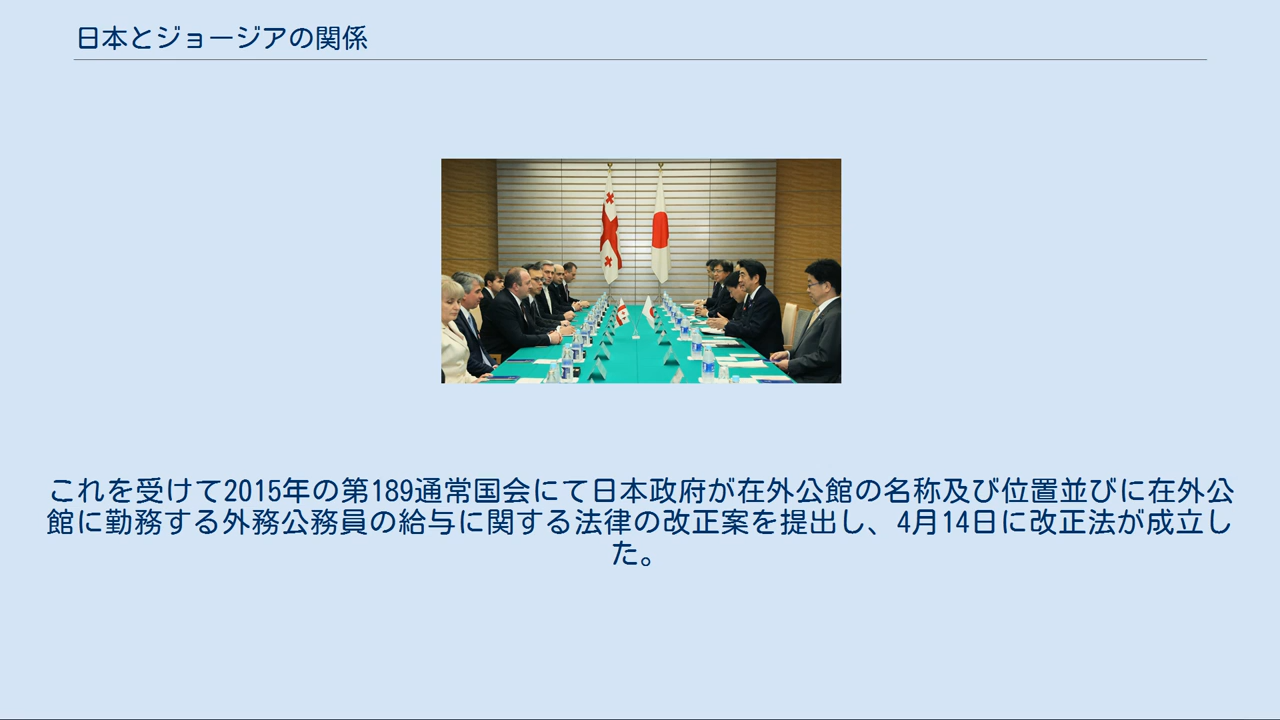 日本とジョージアの関係
これを受けて2015年の第189通常国会にて日本政府が在外公館の名称及び位置並びに在外公
館に勤務する外務公務員の給与に関する法律の改正案を提出し、4月14日に改正法が成立し
た。